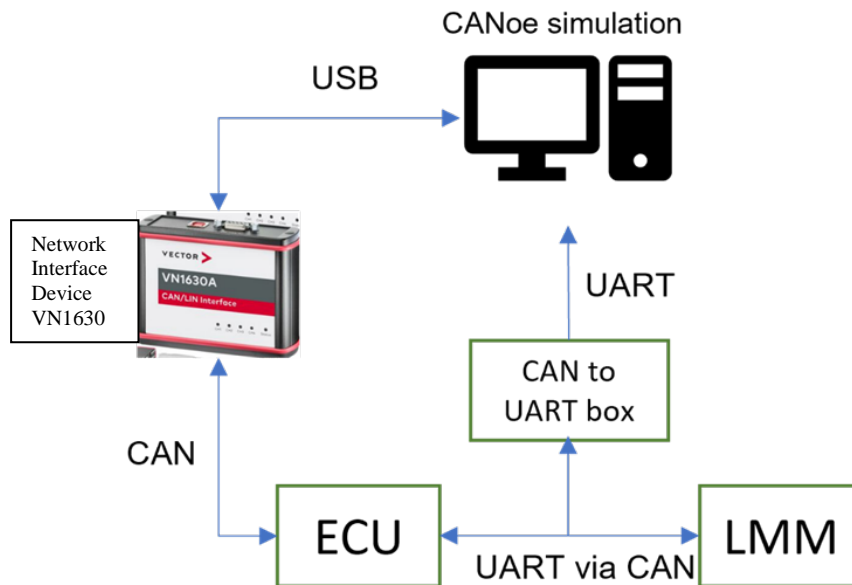 CANoe simulation
USB
Network
Interface
Device
VN1630
VECTOR
VN1630A
CAN/LIN Interface
UART
CAN to
UART box
CAN
ECU
UART via CAN
LMM